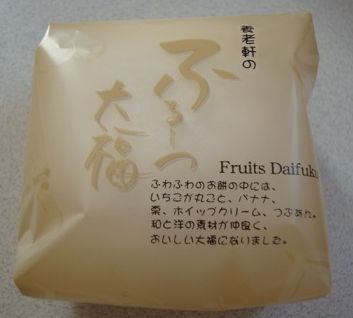 養老軒の
ふるーつ
大福
Fruits Daifuku
ふわふわのお餅の中には、
いちごが丸ごと、バナナ、
栗、ホイップクリーム、つぶあん。
和と洋の素材が仲良く、
おいしい大福になりました。